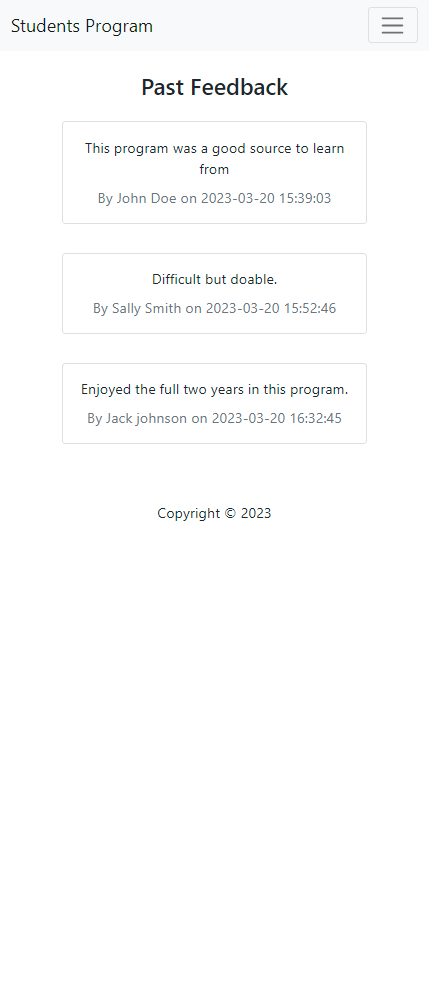 Students Program
Past Feedback
This program was a good source to learn
from
By John Doe on 2023-03-20 15:39:03
Difficult but doable.
By Sally Smith on 2023-03-20 15:52:46
Enjoyed the full two years in this program.
By Jack johnson on 2023-03-20 16:32:45
Copyright © 2023